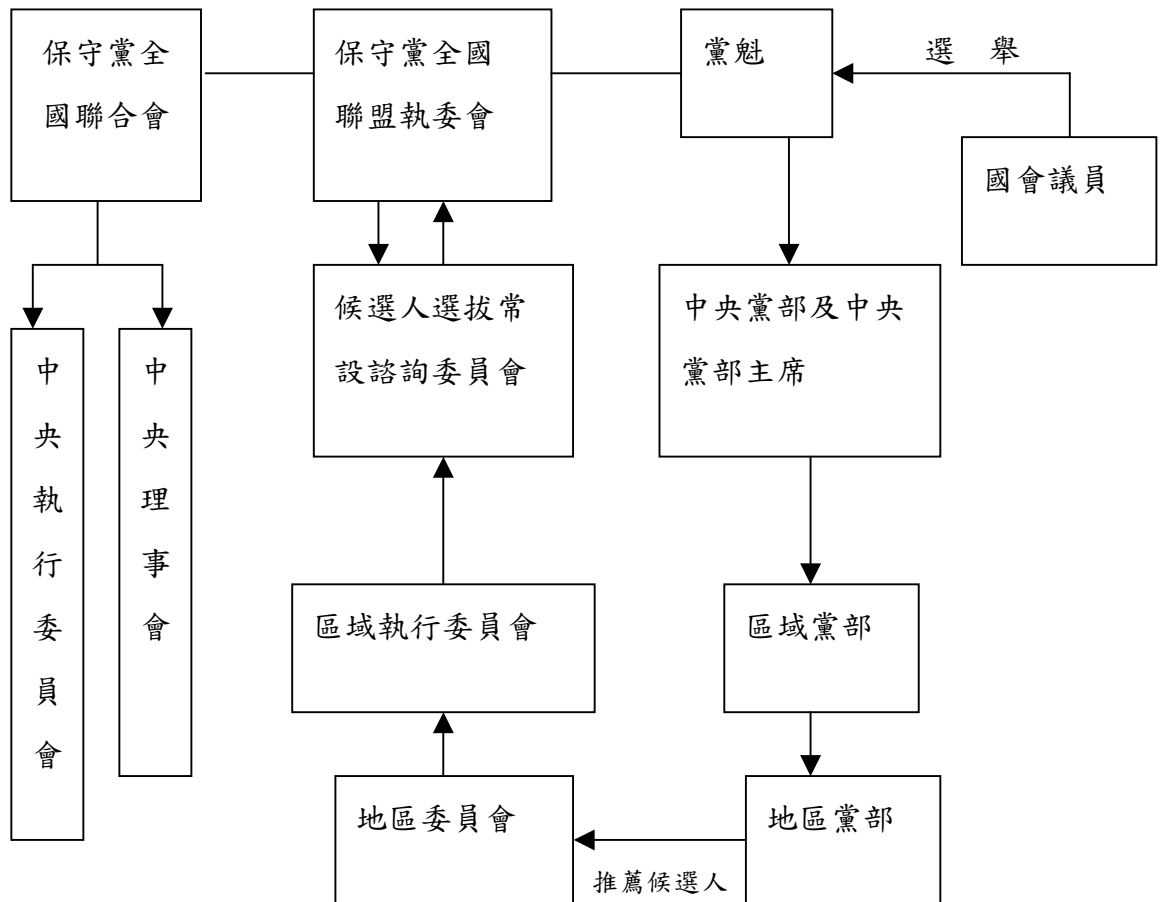 保守黨全
國聯合會
保守黨全國
聯盟執委會
黨魁
選 舉
國會議員
中央執行委員會
中央理事會
候選人選拔常
設諮詢委員會
中央黨部及中央
黨部主席
區域執行委員會
區域黨部
地區委員會
地區黨部
推薦候選人